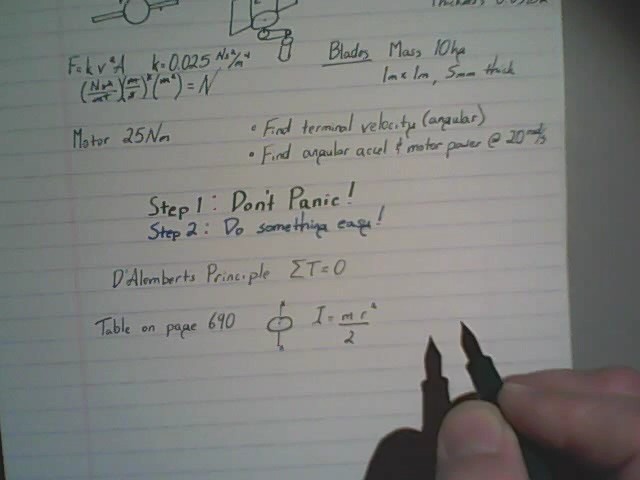 F = k v² A   k = 0.025 Ns²/m⁴   Blades   Mass 10kg
(Ns²/m⁴)(m/s)²(m²) = N   1m x 1m, 5mm thick
Motor 25Nm   • Find terminal velocity (angular)
• Find angular accel & motor power @ 20 rad/s
Step 1: Don't Panic!
Step 2: Do something easy!
D'Alemberts Principle ΣT=0
Table on page 690   I = m r²/2